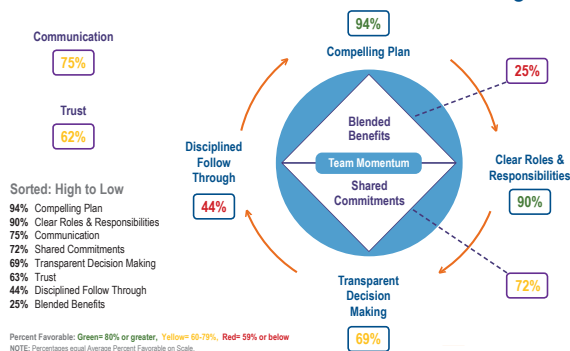 94%
Compelling Plan
Communication
75%
Trust
62%
25%
Blended
Benefits
Team Momentum
Shared
Commitments
Disciplined
Follow
Through
44%
Clear Roles &
Responsibilities
90%
72%
Transparent
Decision
Making
69%
Sorted: High to Low
94% Compelling Plan
90% Clear Roles & Responsibilities
75% Communication
72% Shared Commitments
69% Transparent Decision Making
63% Trust
44% Disciplined Follow Through
25% Blended Benefits
Percent Favorable: Green= 80% or greater, Yellow= 60-79%. Red= 59% or below
NOTE: Percentages equal Average Percent Favorable on Scale.